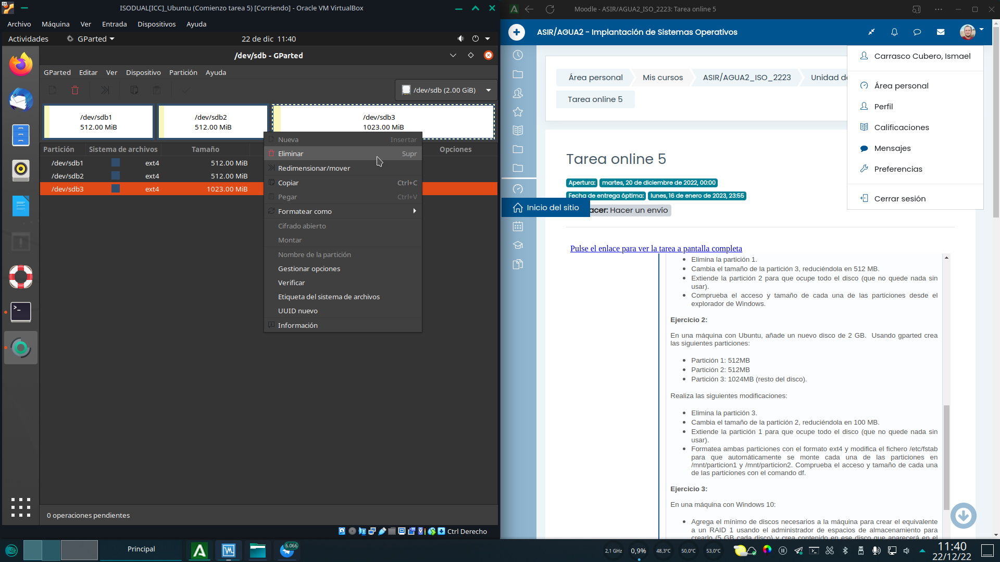 ISODUAL[ICC]_Ubuntu (Comienzo tarea 5) [Corriendo] - Oracle VM VirtualBox
Archivo Máquina Ver Entrada Dispositivos Ayuda
Actividades GParted 22 de dic 11:40
/dev/sdb - GParted
GParted Editar Ver Dispositivo Partición Ayuda
/dev/sdb (2.00 GiB)
/dev/sdb1
512.00 MiB
/dev/sdb2
512.00 MiB
/dev/sdb3
1023.00 MiB
Partición Sistema de archivos Tamaño Opciones
/dev/sdb1 ext4 512.00 MiB
/dev/sdb2 ext4 512.00 MiB
/dev/sdb3 ext4 1023.00 MiB
Nueva Insertar
Eliminar Supr
Redimensionar/mover
Copiar Ctrl+C
Pegar Ctrl+V
Formatear como
Cifrado abierto
Montar
Nombre de la partición
Gestionar opciones
Verificar
Etiqueta del sistema de archivos
UUID nuevo
Información
0 operaciones pendientes
Ctrl Derecho
Moodle - ASIR/AGUA2_ISO_2223: Tarea online 5
ASIR/AGUA2 - Implantación de Sistemas Operativos
Carrasco Cubero, Ismael
Área personal
Perfil
Calificaciones
Mensajes
Preferencias
Cerrar sesión
Área personal Mis cursos ASIR/AGUA2_ISO_2223 Unidad de
Tarea online 5
Tarea online 5
Apertura: martes, 20 de diciembre de 2022, 00:00
Fecha de entrega óptima: lunes, 16 de enero de 2023, 23:55
Inicio del sitio
acer: Hacer un envío
Pulse el enlace para ver la tarea a pantalla completa
Elimina la partición 1.
Cambia el tamaño de la partición 3, reduciéndola en 512 MB.
Extiende la partición 2 para que ocupe todo el disco (que no quede nada sin
usar).
Comprueba el acceso y tamaño de cada una de las particiones desde el
explorador de Windows.
Ejercicio 2:
En una máquina con Ubuntu, añade un nuevo disco de 2 GB. Usando gparted crea
las siguientes particiones:
Partición 1: 512MB
Partición 2: 512MB
Partición 3: 1024MB (resto del disco).
Realiza las siguientes modificaciones:
Elimina la partición 3.
Cambia el tamaño de la partición 2, reduciéndola en 100 MB.
Extiende la partición 1 para que ocupe todo el disco (que no quede nada sin
usar).
Formatea ambas particiones con el formato ext4 y modifica el fichero /etc/fstab
para que automáticamente se monte cada una de las particiones en
/mnt/particion1 y /mnt/particion2. Comprueba el acceso y tamaño de cada una
de las particiones con el comando df.
Ejercicio 3:
En una máquina con Windows 10:
Agrega el mínimo de discos necesarios a la máquina para crear el equivalente
a un RAID 1 usando el administrador de espacios de almacenamiento para
crearlo (5 GB cada disco) y crea contenido en ese disco que aparecerá en el
Principal
6.066
2,1 GHz 0,9% 48,3°C 50,0°C 53,0°C
11:40
22/12/22